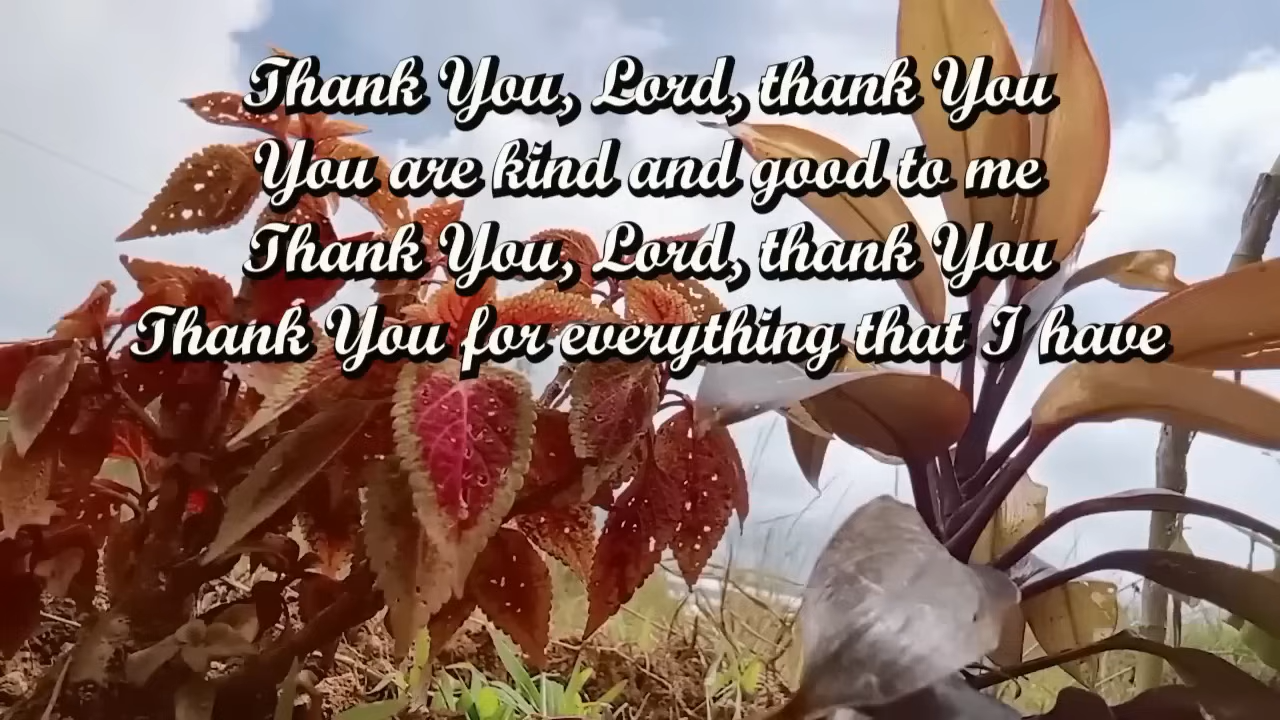 Thank You, Lord, thank You
You are kind and good to me
Thank You, Lord, thank You
Thank You for everything that I have